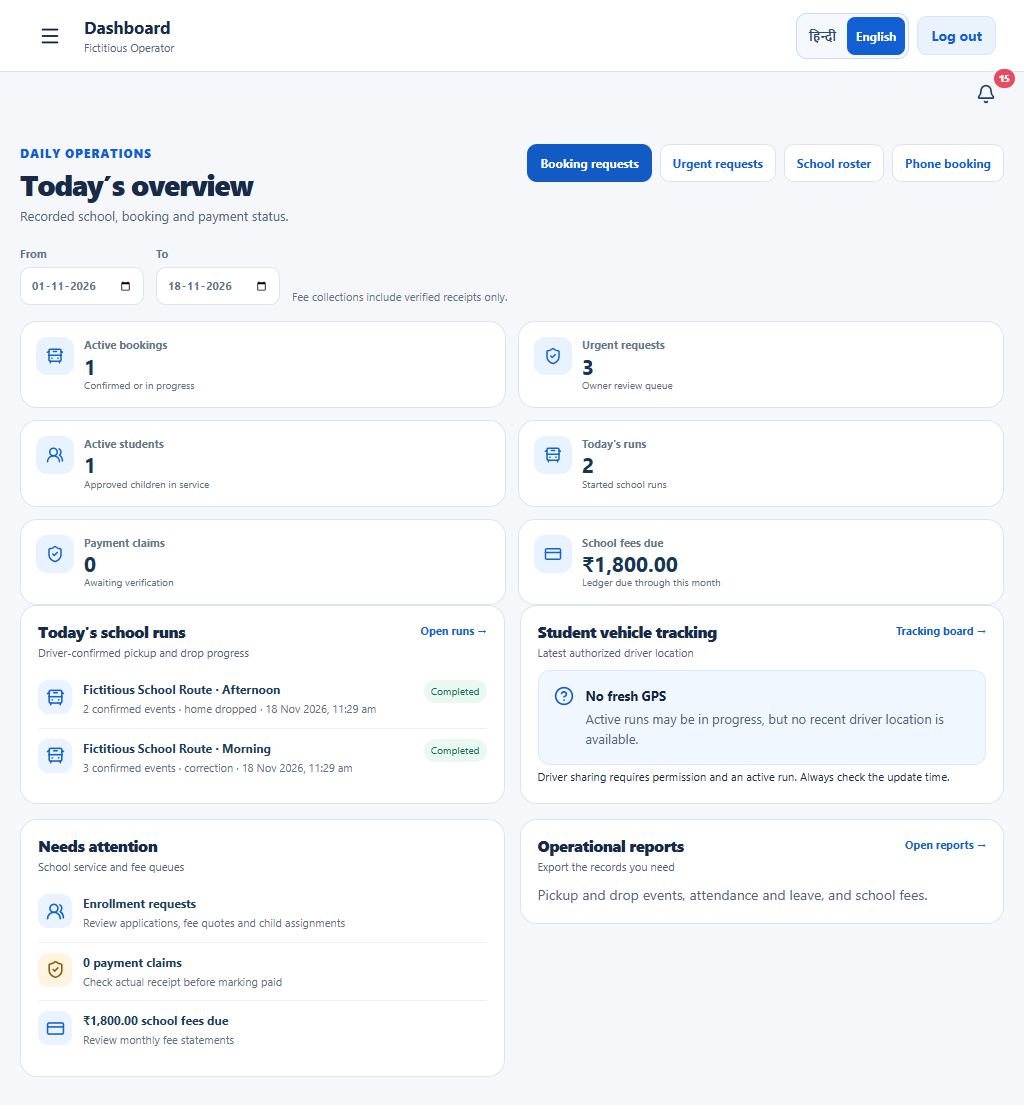 Dashboard
Fictitious Operator
हिन्दी
English
Log out
15
DAILY OPERATIONS
Today´s overview
Recorded school, booking and payment status.
Booking requests
Urgent requests
School roster
Phone booking
From
To
01-11-2026
18-11-2026
Fee collections include verified receipts only.
Active bookings
1
Confirmed or in progress
Urgent requests
3
Owner review queue
Active students
1
Approved children in service
Today's runs
2
Started school runs
Payment claims
0
Awaiting verification
School fees due
₹1,800.00
Ledger due through this month
Today's school runs
Open runs →
Driver-confirmed pickup and drop progress
Fictitious School Route · Afternoon
2 confirmed events · home dropped · 18 Nov 2026, 11:29 am
Completed
Fictitious School Route · Morning
3 confirmed events · correction · 18 Nov 2026, 11:29 am
Completed
Student vehicle tracking
Tracking board →
Latest authorized driver location
No fresh GPS
Active runs may be in progress, but no recent driver location is
available.
Driver sharing requires permission and an active run. Always check the update time.
Needs attention
School service and fee queues
Enrollment requests
Review applications, fee quotes and child assignments
0 payment claims
Check actual receipt before marking paid
₹1,800.00 school fees due
Review monthly fee statements
Operational reports
Open reports →
Export the records you need
Pickup and drop events, attendance and leave, and school fees.